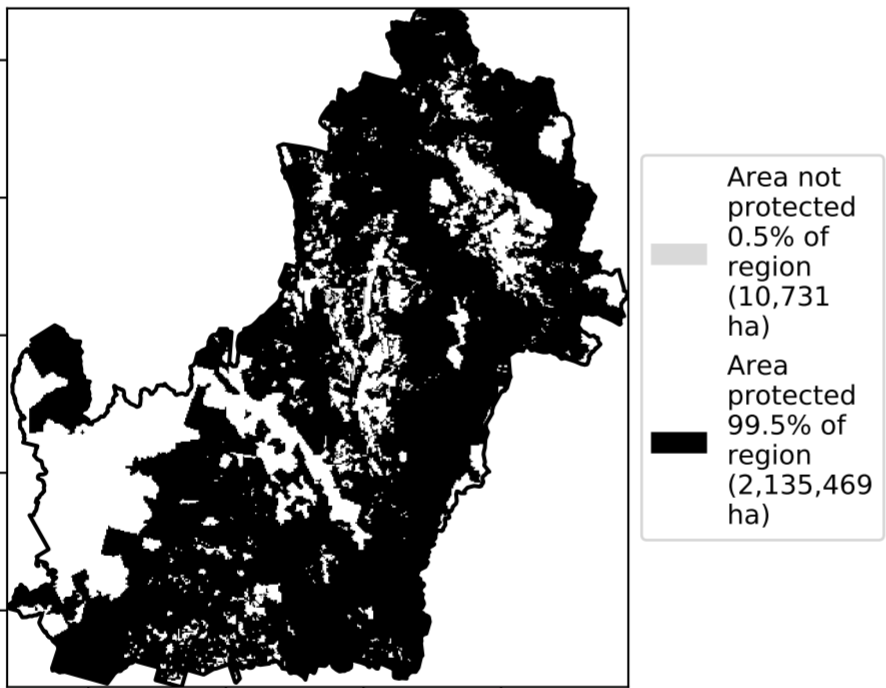 Area not
protected
0.5% of
region
(10,731
ha)
Area
protected
99.5% of
region
(2,135,469
ha)